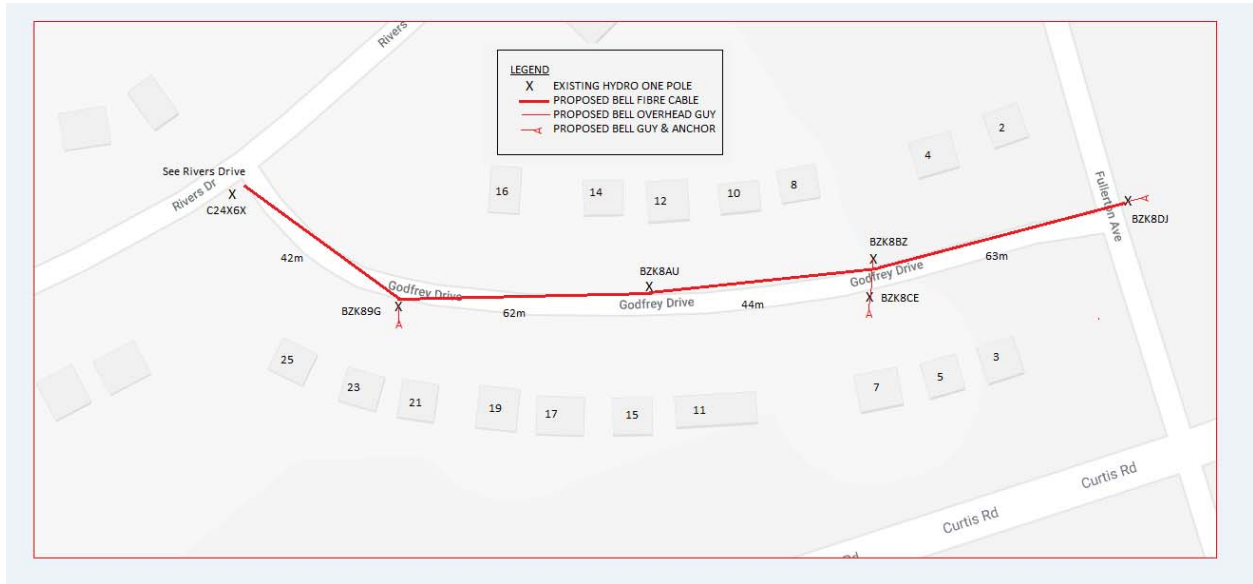 Rivers
LEGEND
X EXISTING HYDRO ONE POLE
PROPOSED BELL FIBRE CABLE
PROPOSED BELL OVERHEAD GUY
PROPOSED BELL GUY & ANCHOR
2
4
See Rivers Drive
Rivers Dr
X
C24X6X
16
14
12
10
8
Fullerton Ave
X
BZK8DJ
42m
BZK8AU
X
BZK8BZ
X
63m
Godfrey Drive
Godfrey Drive
Godfrey Drive
BZK89G
X
62m
44m
X
BZK8CE
25
23
21
19
17
15
11
7
5
3
Curtis Rd
Curtis Rd
Rd